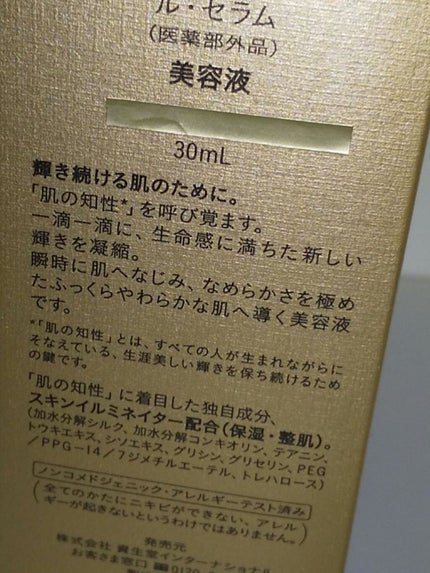 ル・セラム
(医薬部外品)
美容液
30mL
輝き続ける肌のために。
「肌の知性*」を呼び覚ます。
一滴一滴に、生命感に満ちた新しい
輝きを凝縮。
瞬時に肌へなじみ、なめらかさを極め
たふっくらやわらかな肌へ導く美容液
です。
*「肌の知性」とは、すべての人が生まれながらに
そなえている、生涯美しい輝きを保ち続けるため
の鍵です。
「肌の知性」に着目した独自成分、
スキンイルミネイター配合(保湿・整肌)。
(加水分解シルク、加水分解コンキオリン、テアニン、
トウキエキス、シソエキス、グリシン、グリセリン、PEG
/PPG-14/7ジメチルエーテル、トレハロース)
ノンコメドジェニック・アレルギーテスト済み
(全てのかたにニキビができない、アレル
ギーが起きないというわけではありません。)
発売元
株式会社 資生堂インターナショナル
お客さま窓口 0120-